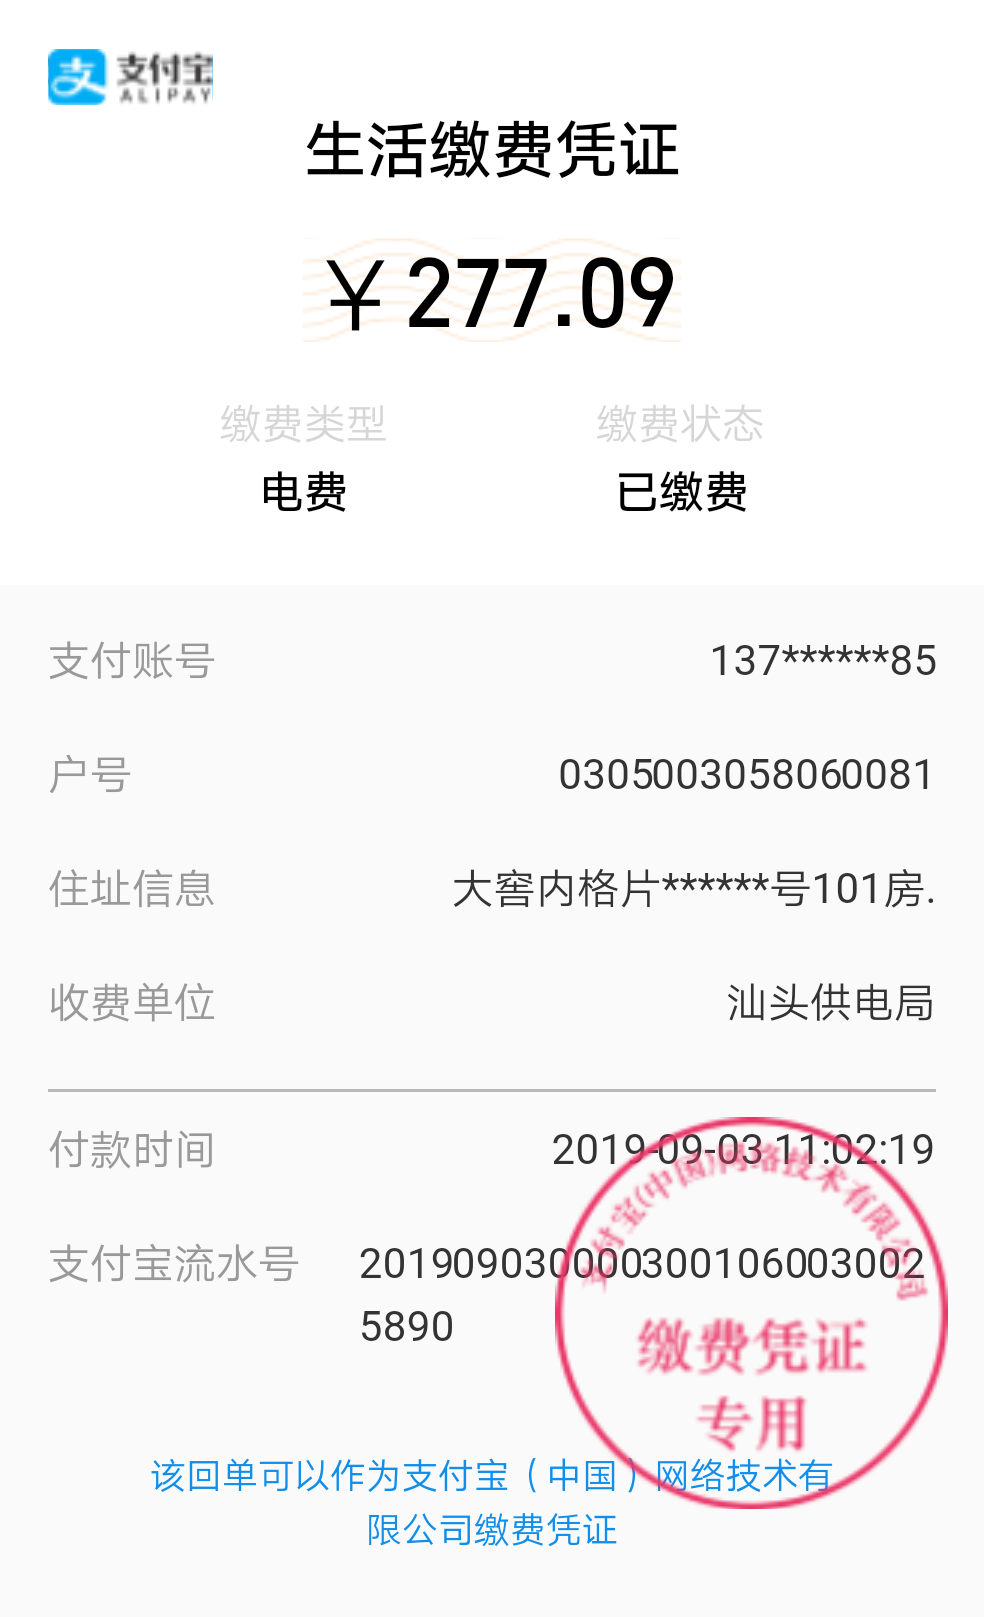 支付宝
ALIPAY
生活缴费凭证
￥277.09
缴费类型 缴费状态
电费 已缴费
支付账号 137******85
户号 0305003058060081
住址信息 大窖内格片******号101房.
收费单位 汕头供电局
付款时间 2019-09-03 11:02:19
支付宝流水号 201909030000300106003002
5890
支付宝(中国)网络技术有限公司
缴费凭证
专用
该回单可以作为支付宝（中国）网络技术有
限公司缴费凭证